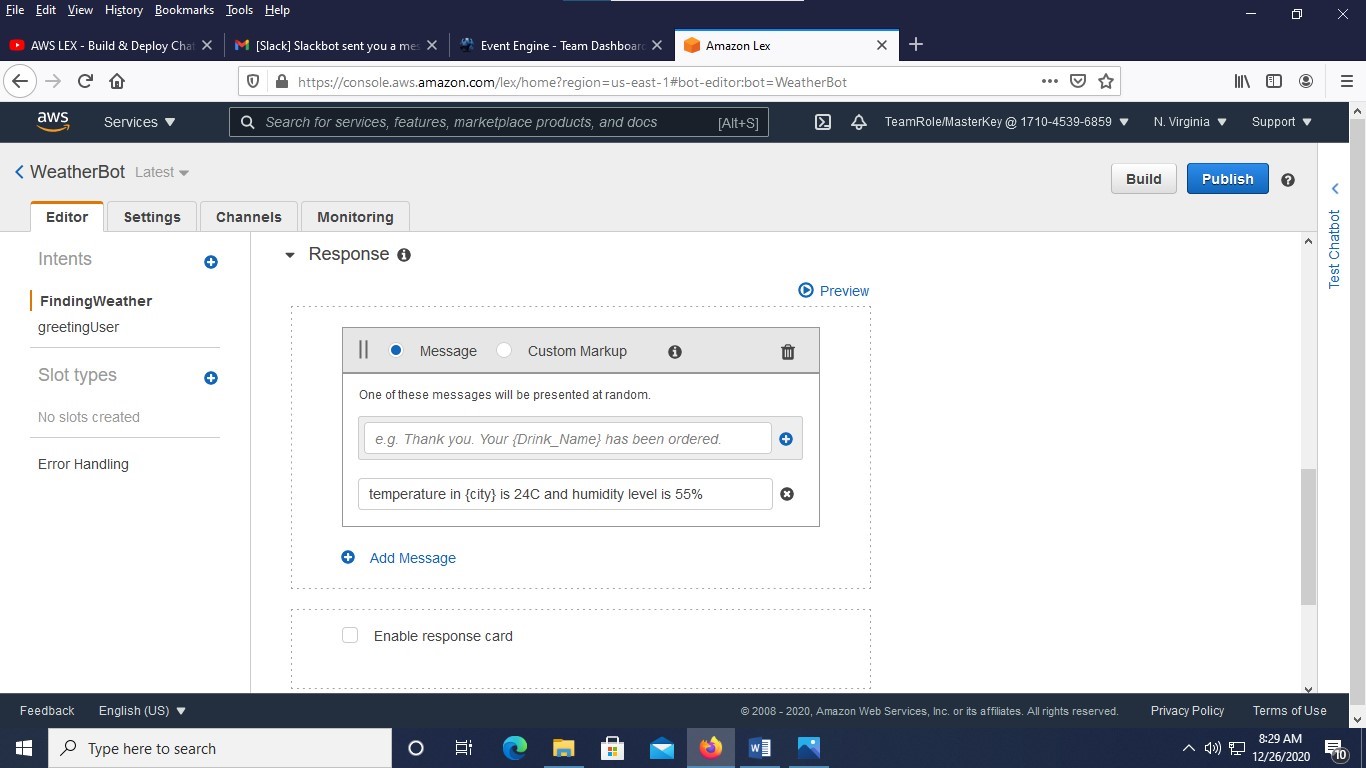 File Edit View History Bookmarks Tools Help
AWS LEX - Build & Deploy Cha
[Slack] Slackbot sent you a me
Event Engine - Team Dashboar
Amazon Lex
https://console.aws.amazon.com/lex/home?region=us-east-1#bot-editor:bot=WeatherBot
aws
Services
Search for services, features, marketplace products, and docs [Alt+S]
TeamRole/MasterKey @ 1710-4539-6859
N. Virginia
Support
WeatherBot Latest
Build
Publish
Editor
Settings
Channels
Monitoring
Test Chatbot
Intents
FindingWeather
greetingUser
Slot types
No slots created
Error Handling
Response
Preview
Message
Custom Markup
One of these messages will be presented at random.
e.g. Thank you. Your {Drink_Name} has been ordered.
temperature in {city} is 24C and humidity level is 55%
Add Message
Enable response card
Feedback
English (US)
© 2008 - 2020, Amazon Web Services, Inc. or its affiliates. All rights reserved.
Privacy Policy
Terms of Use
Type here to search
8:29 AM
12/26/2020
10